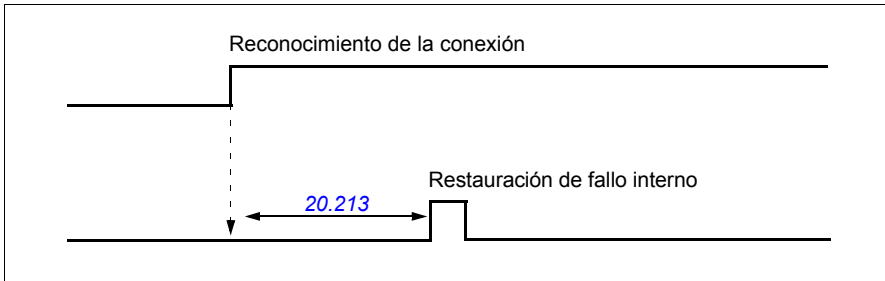 Reconocimiento de la conexión
Restauración de fallo interno
20.213